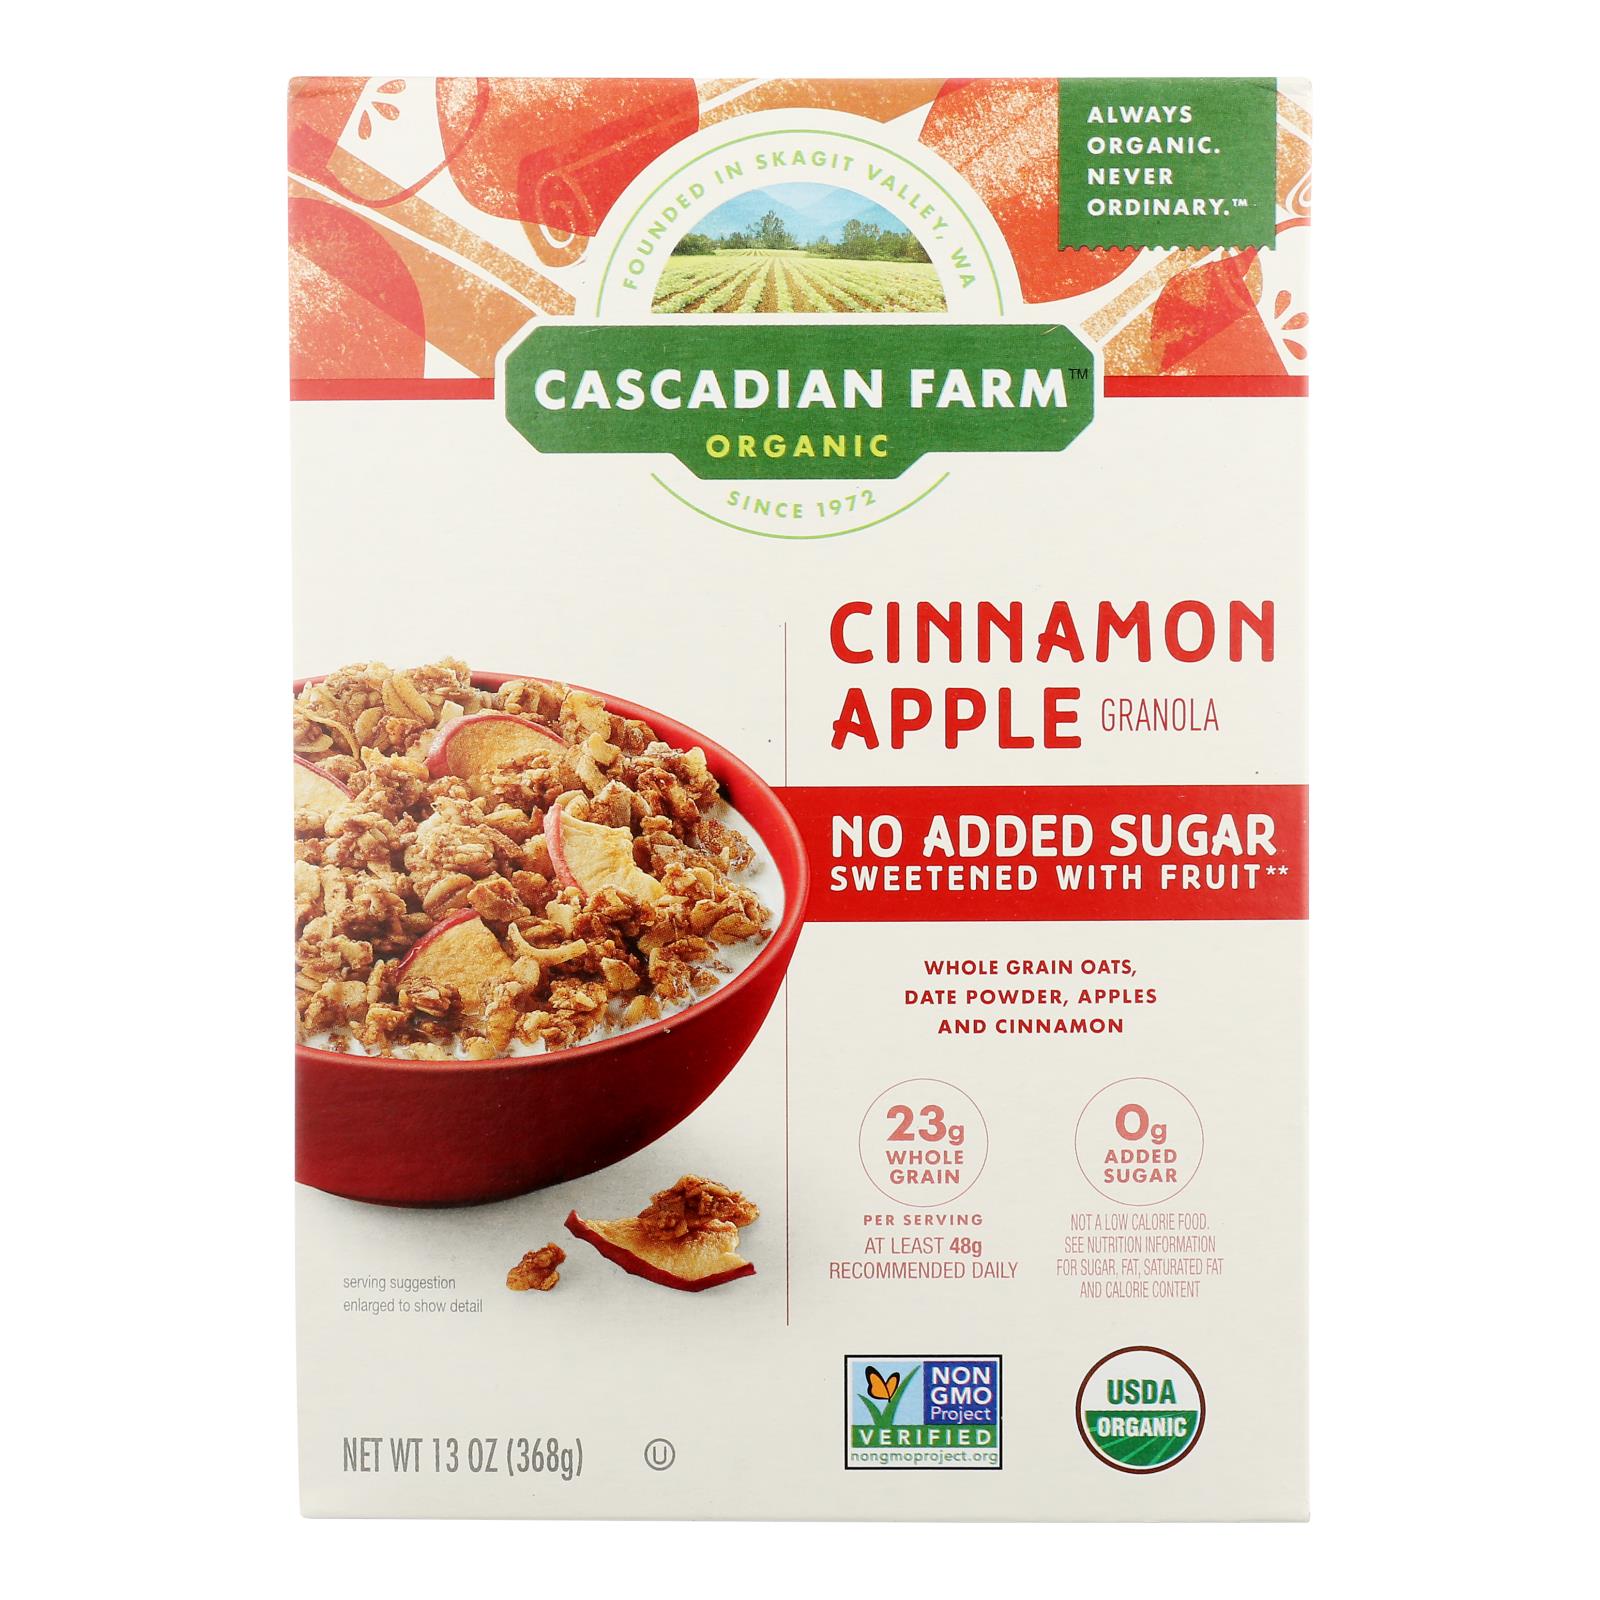 ALWAYS
ORGANIC.
NEVER
ORDINARY.™
FOUNDED IN SKAGIT VALLEY, WA
CASCADIAN FARM™
ORGANIC
SINCE 1972
CINNAMON
APPLE GRANOLA
NO ADDED SUGAR
SWEETENED WITH FRUIT**
WHOLE GRAIN OATS,
DATE POWDER, APPLES
AND CINNAMON
23g
WHOLE
GRAIN
PER SERVING
AT LEAST 48g
RECOMMENDED DAILY
0g
ADDED
SUGAR
NOT A LOW CALORIE FOOD.
SEE NUTRITION INFORMATION
FOR SUGAR, FAT, SATURATED FAT
AND CALORIE CONTENT
serving suggestion
enlarged to show detail
NON
GMO
Project
VERIFIED
nongmoproject.org
USDA
ORGANIC
NET WT 13 OZ (368g)
U